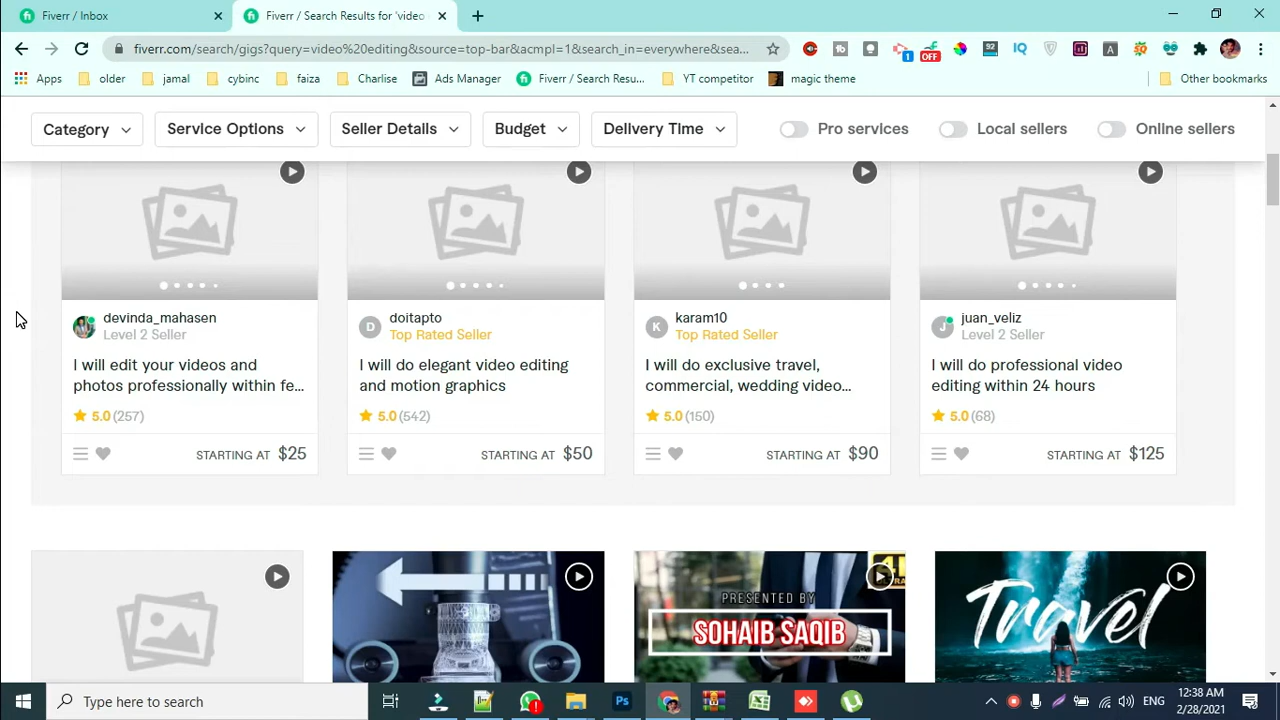 Fiverr / Inbox
Fiverr / Search Results for 'video
fiverr.com/search/gigs?query=video%20editing&source=top-bar&acmpl=1&search_in=everywhere&sea...
1
OFF
92
IQ
A
Apps
older
jamal
cybinc
faiza
Charlise
Ads Manager
Fiverr / Search Resu...
YT competitor
magic theme
Other bookmarks
Category
Service Options
Seller Details
Budget
Delivery Time
Pro services
Local sellers
Online sellers
devinda_mahasen
Level 2 Seller
I will edit your videos and
photos professionally within fe...
5.0 (257)
STARTING AT $25
D
doitapto
Top Rated Seller
I will do elegant video editing
and motion graphics
5.0 (542)
STARTING AT $50
K
karam10
Top Rated Seller
I will do exclusive travel,
commercial, wedding video...
5.0 (150)
STARTING AT $90
J
juan_veliz
Level 2 Seller
I will do professional video
editing within 24 hours
5.0 (68)
STARTING AT $125
PRESENTED BY
SOHAIB SAQIB
Travel
Type here to search
Ps
ENG
12:38 AM
2/28/2021